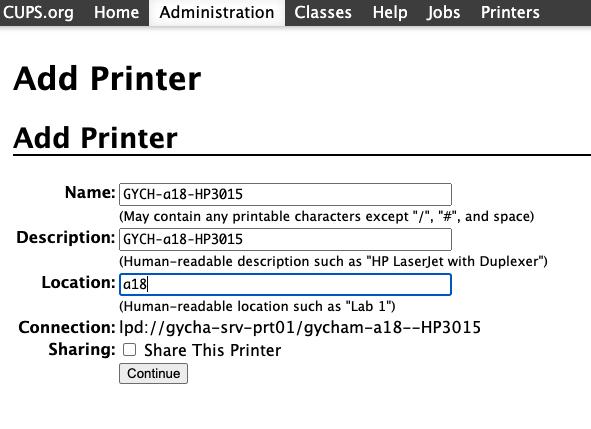 CUPS.org Home Administration Classes Help Jobs Printers
Add Printer
Add Printer
Name: GYCH-a18-HP3015
(May contain any printable characters except "/", "#", and space)
Description: GYCH-a18-HP3015
(Human-readable description such as "HP LaserJet with Duplexer")
Location: a18
(Human-readable location such as "Lab 1")
Connection: lpd://gycha-srv-prt01/gycham-a18--HP3015
Sharing: Share This Printer
Continue